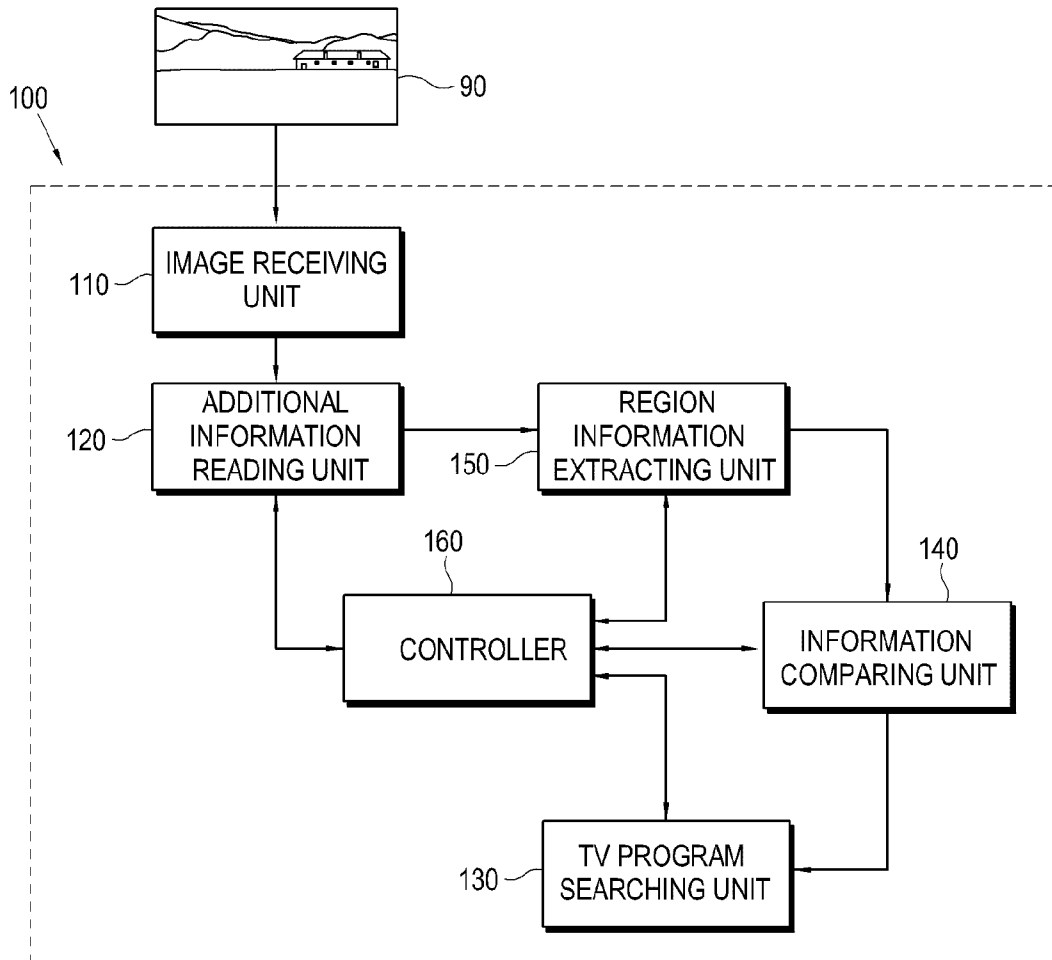 90
100
IMAGE RECEIVING
UNIT
110
ADDITIONAL
INFORMATION
READING UNIT
120
REGION
INFORMATION
EXTRACTING UNIT
150
160
CONTROLLER
140
INFORMATION
COMPARING UNIT
TV PROGRAM
SEARCHING UNIT
130